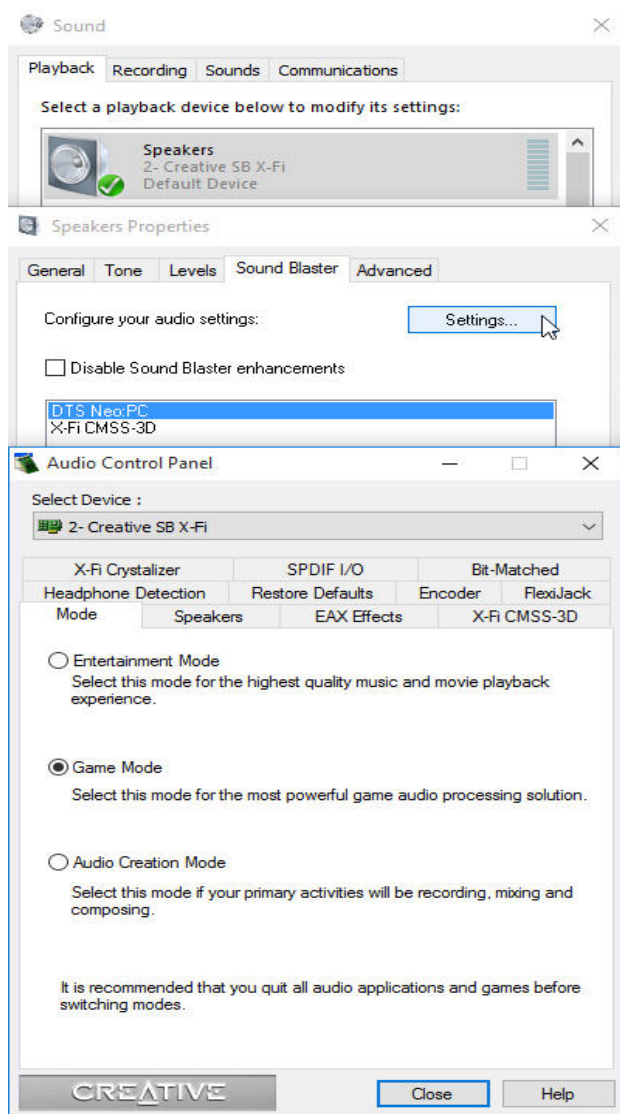 Sound
Playback Recording Sounds Communications
Select a playback device below to modify its settings:
Speakers
2- Creative SB X-Fi
Default Device
Speakers Properties
General Tone Levels Sound Blaster Advanced
Configure your audio settings: Settings...
Disable Sound Blaster enhancements
DTS Neo:PC
X-Fi CMSS-3D
Audio Control Panel
Select Device :
2- Creative SB X-Fi
X-Fi Crystalizer SPDIF I/O Bit-Matched
Headphone Detection Restore Defaults Encoder FlexiJack
Mode Speakers EAX Effects X-Fi CMSS-3D
Entertainment Mode
Select this mode for the highest quality music and movie playback
experience.
Game Mode
Select this mode for the most powerful game audio processing solution.
Audio Creation Mode
Select this mode if your primary activities will be recording, mixing and
composing.
It is recommended that you quit all audio applications and games before
switching modes.
CREATIVE Close Help